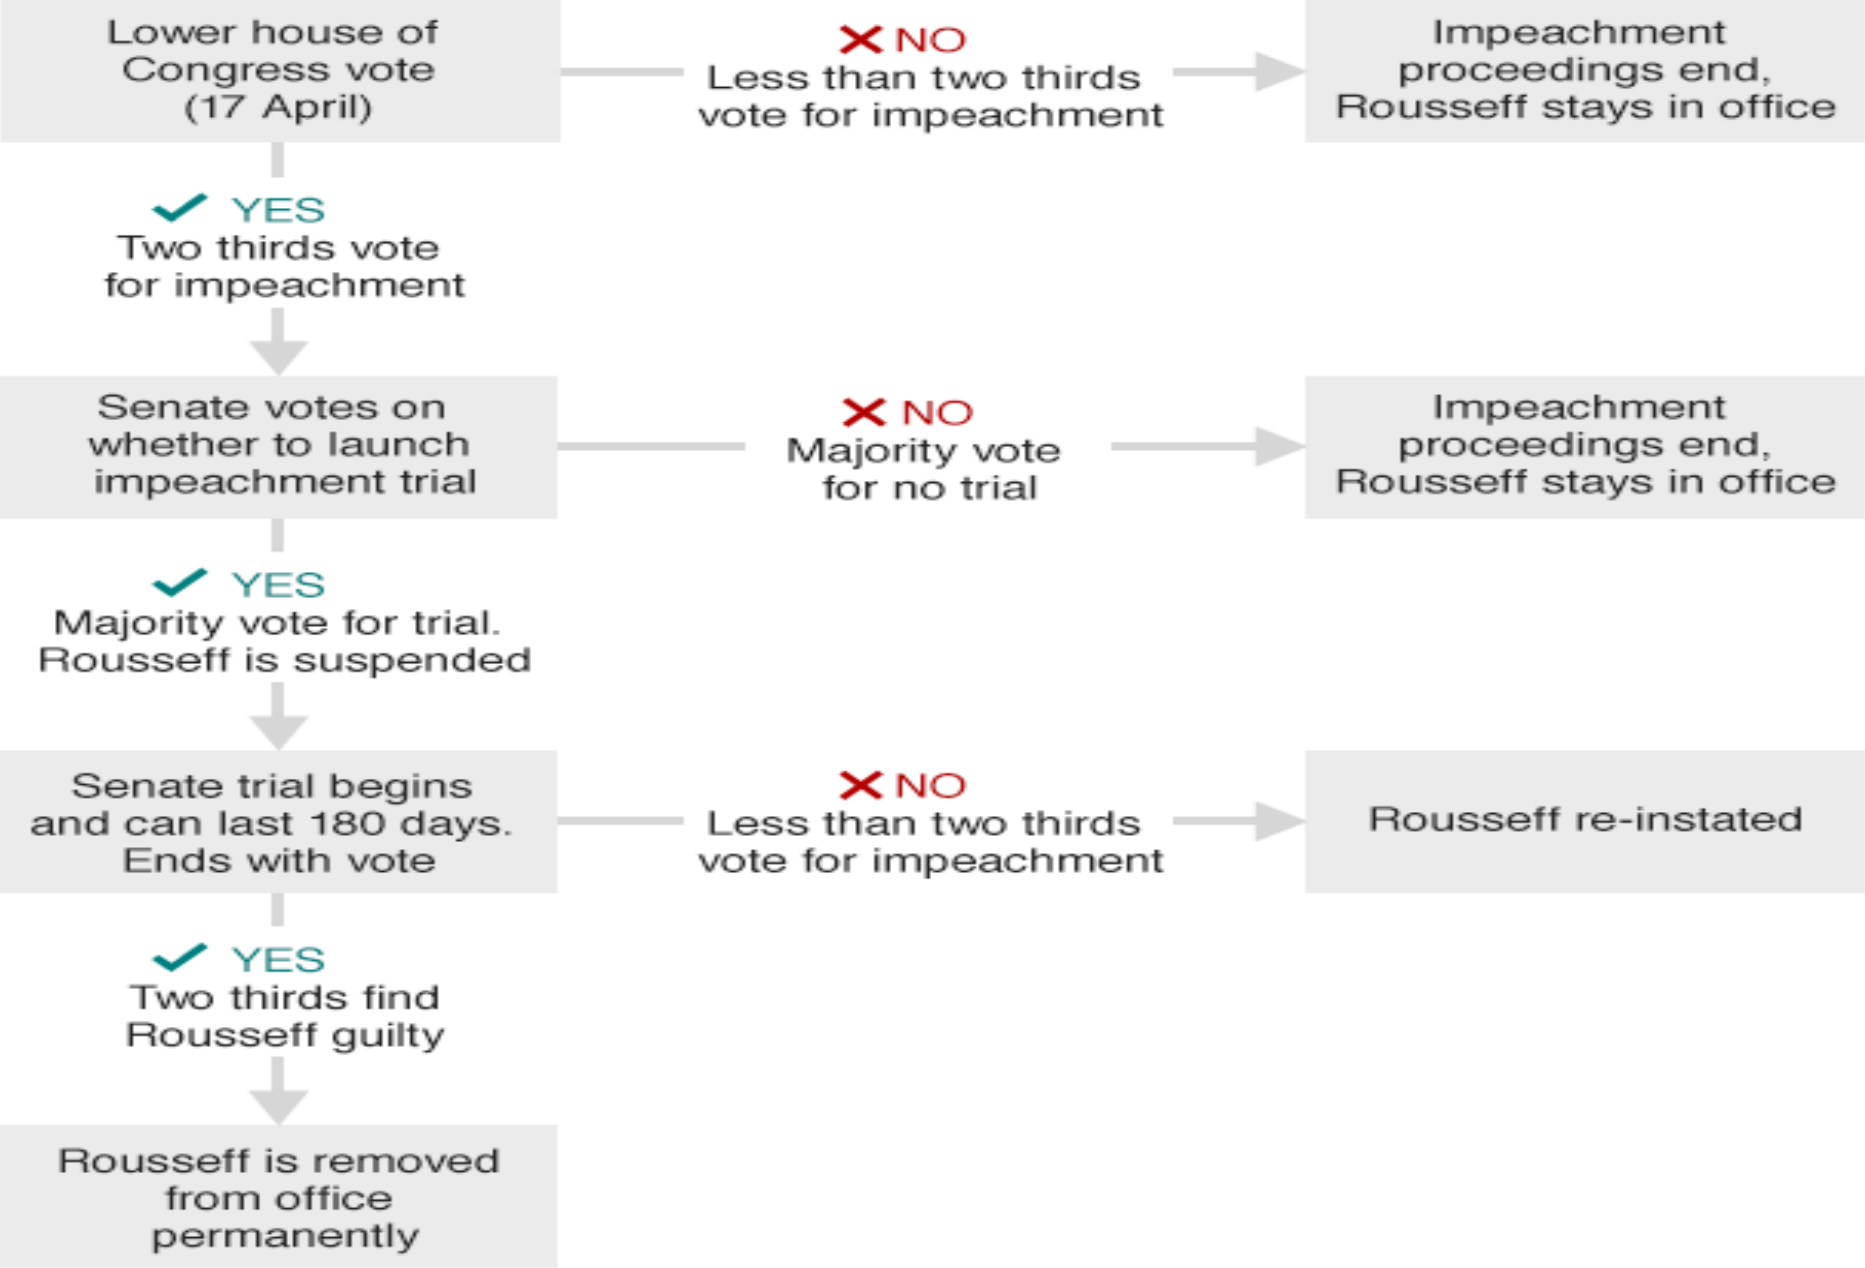 Lower house of
Congress vote
(17 April)
NO
Less than two thirds
vote for impeachment
Impeachment
proceedings end,
Rousseff stays in office
YES
Two thirds vote
for impeachment
Senate votes on
whether to launch
impeachment trial
NO
Majority vote
for no trial
Impeachment
proceedings end,
Rousseff stays in office
YES
Majority vote for trial.
Rousseff is suspended
Senate trial begins
and can last 180 days.
Ends with vote
NO
Less than two thirds
vote for impeachment
Rousseff re-instated
YES
Two thirds find
Rousseff guilty
Rousseff is removed
from office
permanently